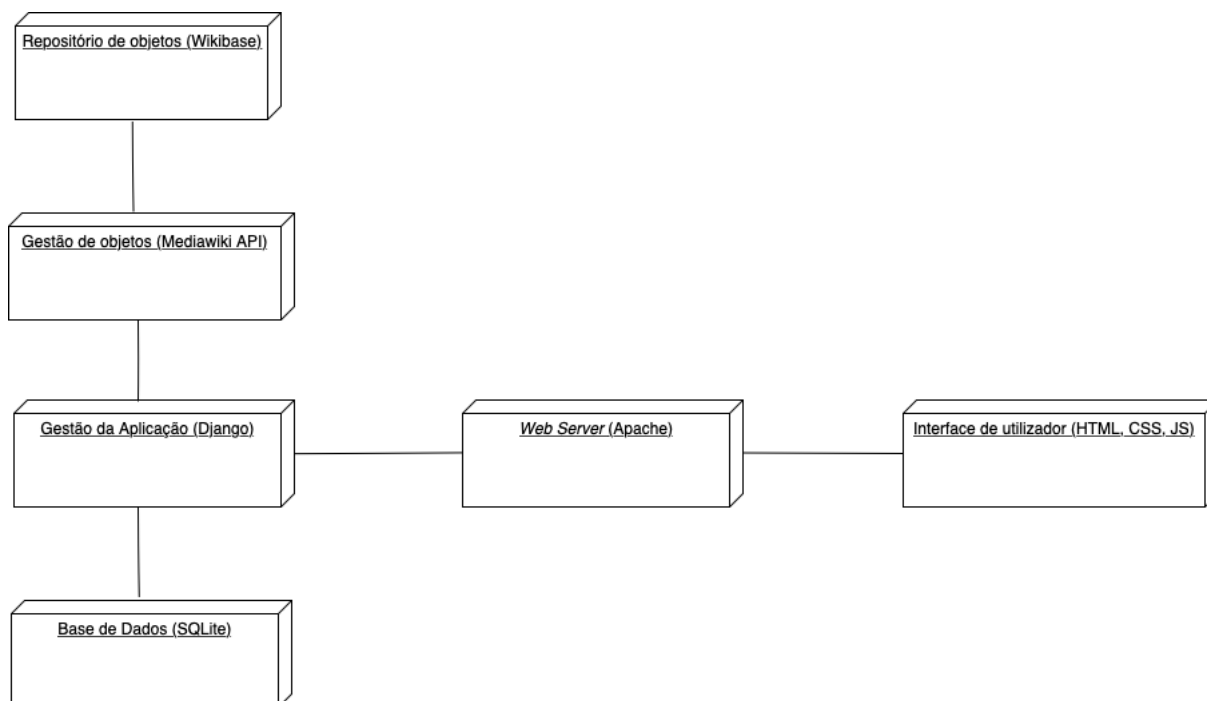 Repositório de objetos (Wikibase)
Gestão de objetos (Mediawiki API)
Gestão da Aplicação (Django)
Web Server (Apache)
Interface de utilizador (HTML, CSS, JS)
Base de Dados (SQLite)